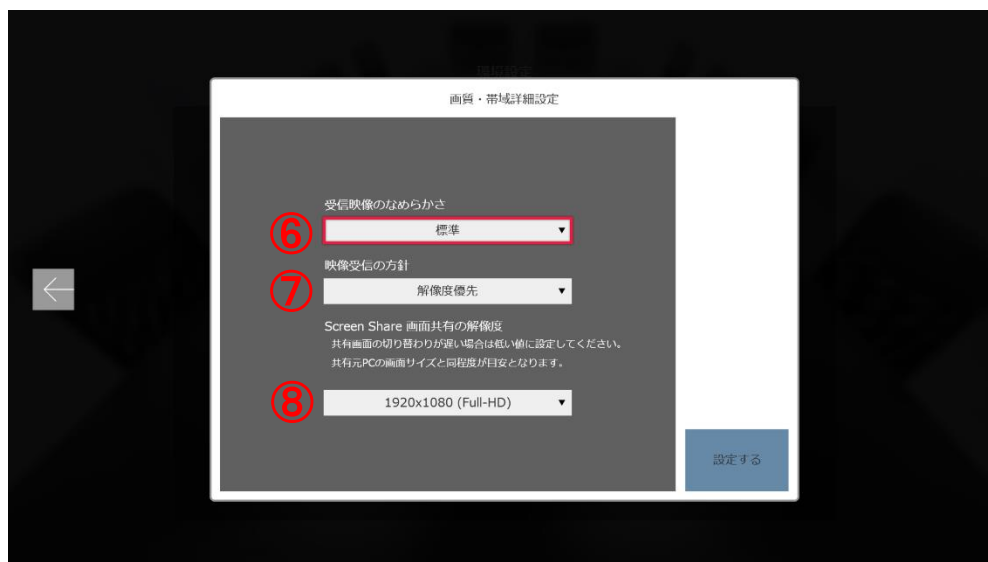 環境設定
画質・帯域詳細設定
受信映像のなめらかさ
⑥ 標準 ▼
映像受信の方針
⑦ 解像度優先 ▼
Screen Share 画面共有の解像度
共有画面の切り替わりが遅い場合は低い値に設定してください。
共有元PCの画面サイズと同程度が目安となります。
⑧ 1920x1080 (Full-HD) ▼
設定する